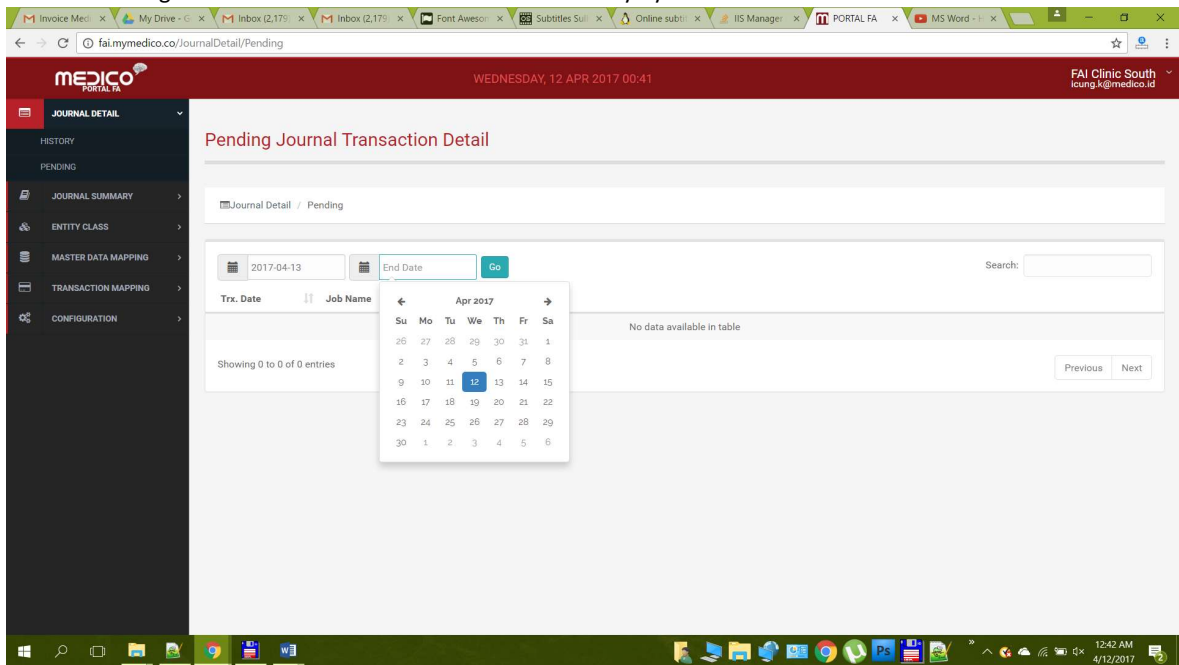 Invoice Medi
My Drive - G
Inbox (2,179)
Inbox (2,179)
Font Aweson
Subtitles Sul
Online subtit
IIS Manager
PORTAL FA
MS Word - H
fai.mymedico.co/JournalDetail/Pending
MEDICO
PORTAL FA
WEDNESDAY, 12 APR 2017 00:41
FAI Clinic South
icung.k@medico.id
JOURNAL DETAIL
HISTORY
PENDING
JOURNAL SUMMARY
ENTITY CLASS
MASTER DATA MAPPING
TRANSACTION MAPPING
CONFIGURATION
Pending Journal Transaction Detail
Journal Detail / Pending
2017-04-13 End Date Go Search:
Trx. Date Job Name
No data available in table
Showing 0 to 0 of 0 entries
Previous Next
Apr 2017
Su Mo Tu We Th Fr Sa
26 27 28 29 30 31 1
2 3 4 5 6 7 8
9 10 11 12 13 14 15
16 17 18 19 20 21 22
23 24 25 26 27 28 29
30 1 2 3 4 5 6
12:42 AM
4/12/2017